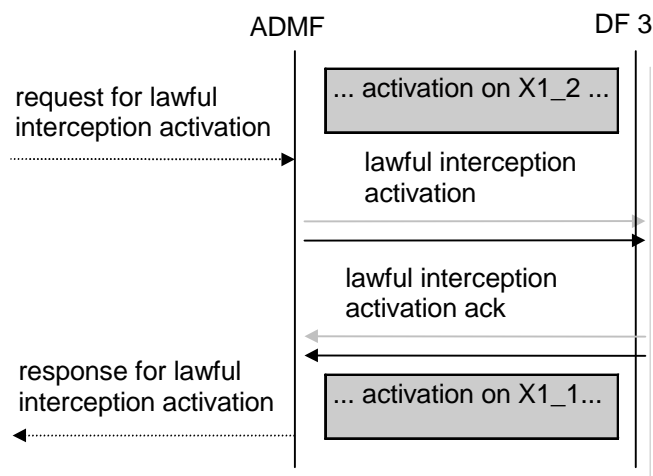 ADMF
DF 3
... activation on X1_2 ...
request for lawful
interception activation
lawful interception
activation
lawful interception
activation ack
response for lawful
interception activation
... activation on X1_1...